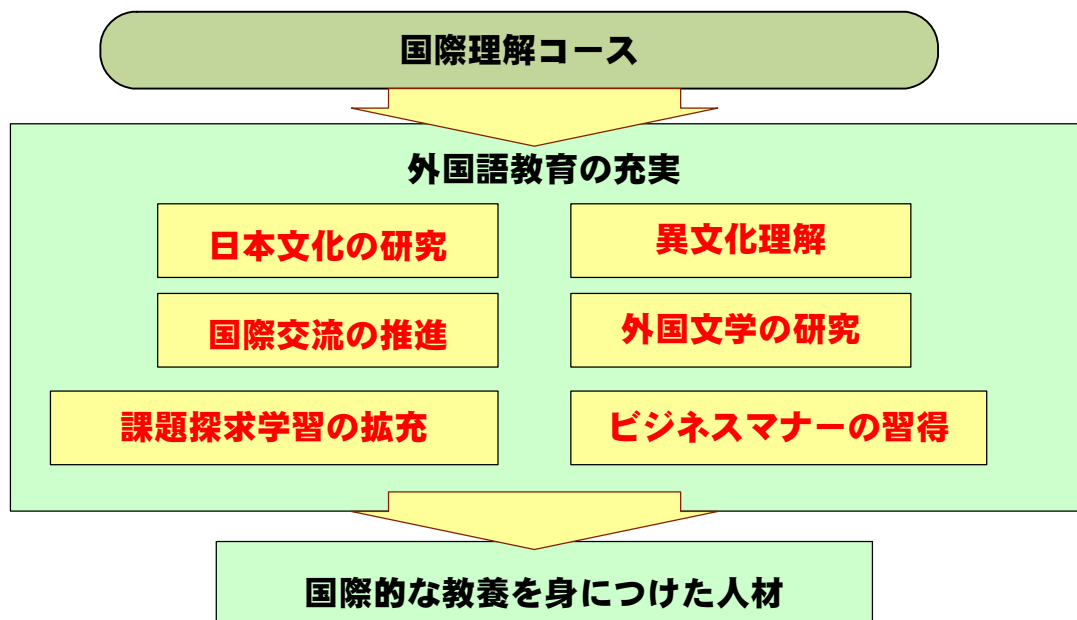 国際理解コース
外国語教育の充実
日本文化の研究
異文化理解
国際交流の推進
外国文学の研究
課題探求学習の拡充
ビジネスマナーの習得
国際的な教養を身につけた人材